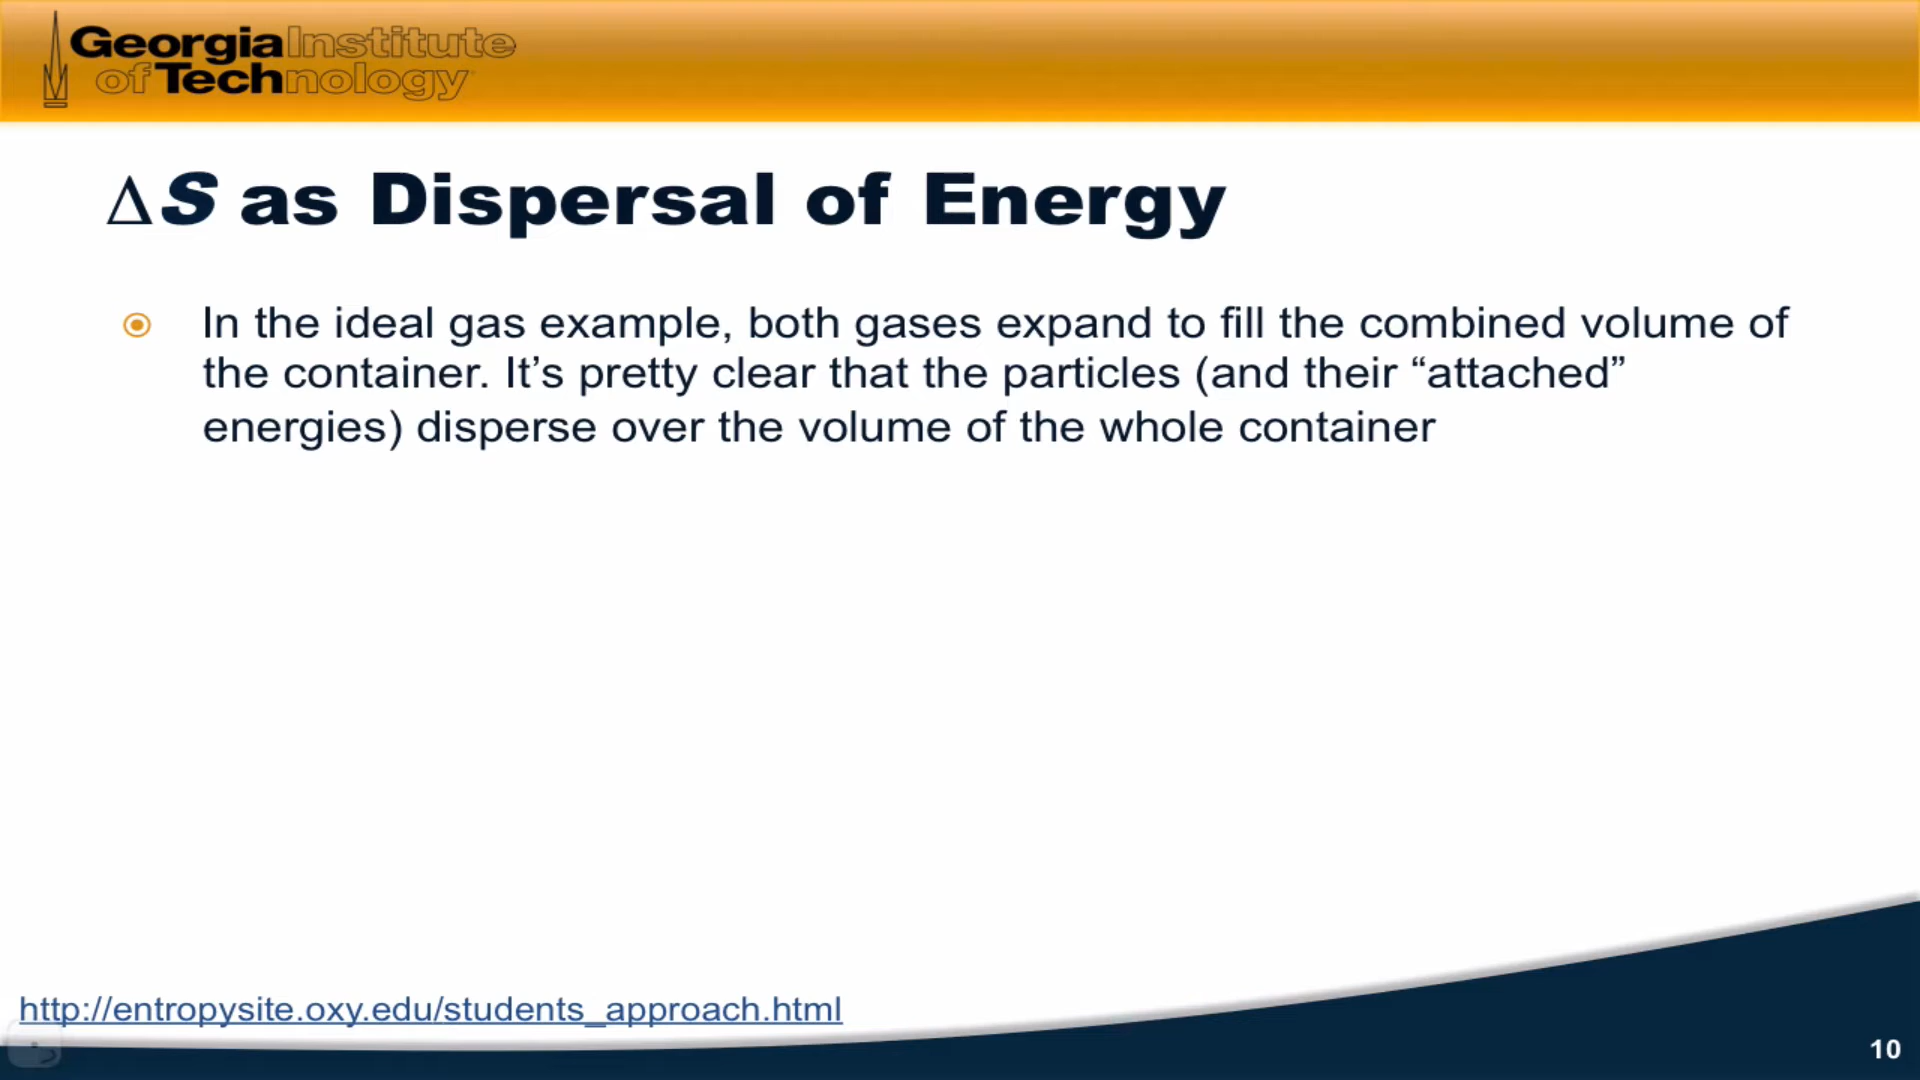 Georgia Institute
of Technology
ΔS as Dispersal of Energy
In the ideal gas example, both gases expand to fill the combined volume of
the container. It’s pretty clear that the particles (and their “attached”
energies) disperse over the volume of the whole container
http://entropysite.oxy.edu/students_approach.html
10